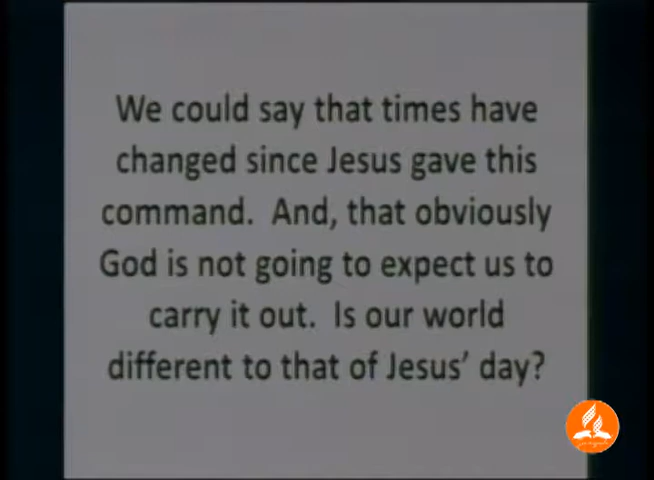 We could say that times have
changed since Jesus gave this
command.  And, that obviously
God is not going to expect us to
carry it out.  Is our world
different to that of Jesus’ day?